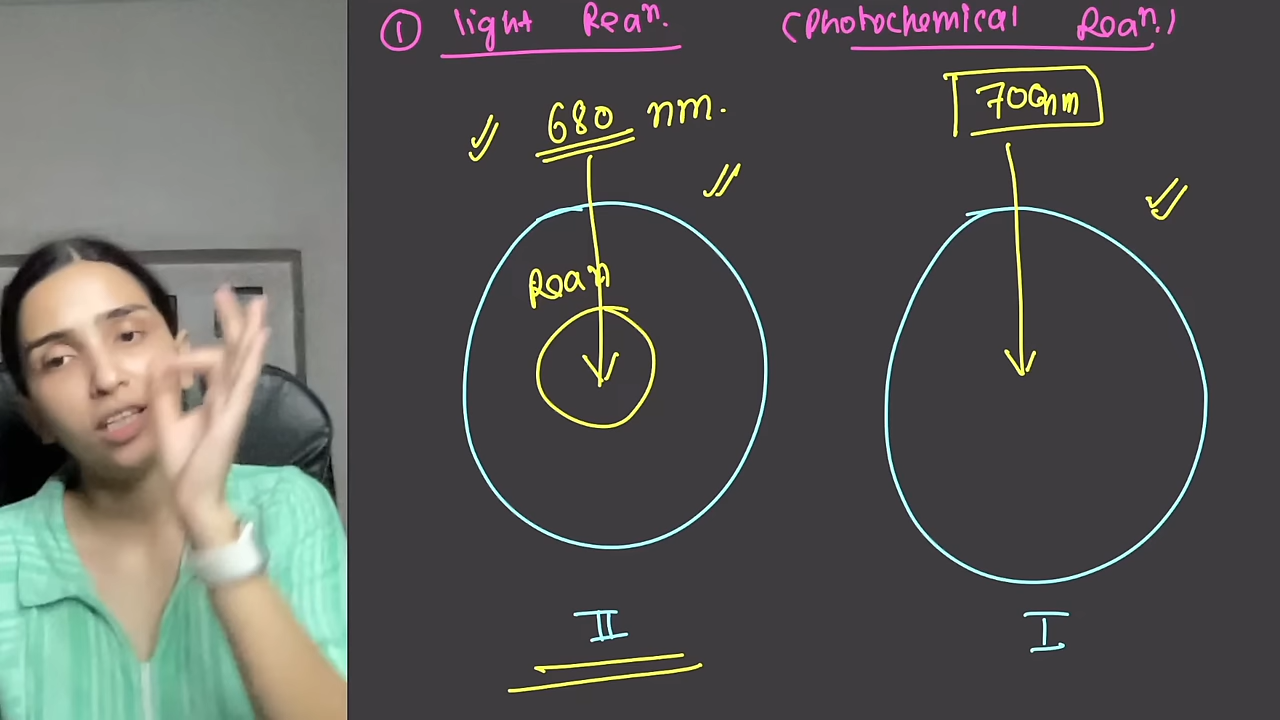 ① light Reaⁿ. (Photochemical Reaⁿ.)
680 nm.
700nm
Reaⁿ
II
I